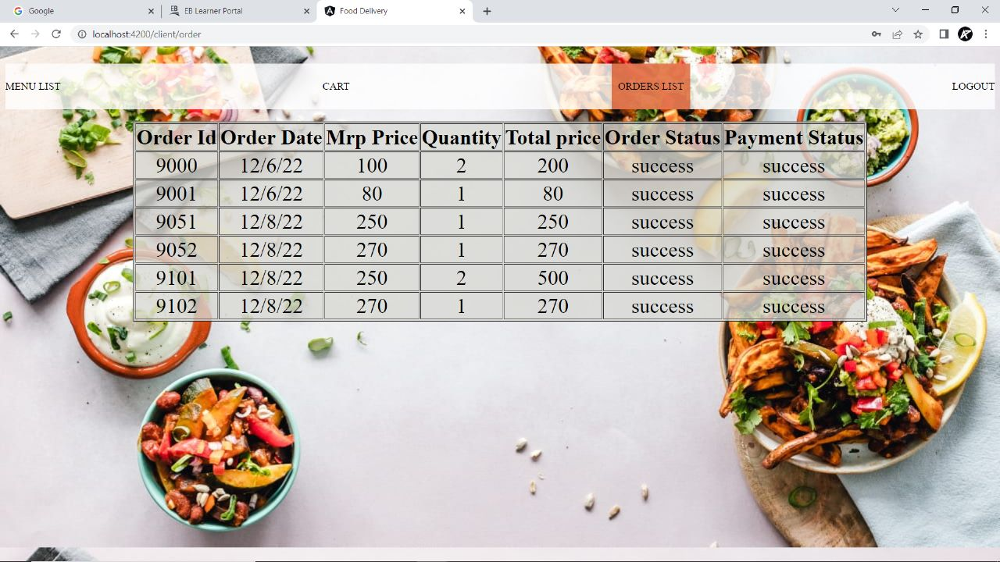 Google EB Learner Portal Food Delivery
localhost:4200/client/order
MENU LIST CART ORDERS LIST LOGOUT
Order Id Order Date Mrp Price Quantity Total price Order Status Payment Status
9000 12/6/22 100 2 200 success success
9001 12/6/22 80 1 80 success success
9051 12/8/22 250 1 250 success success
9052 12/8/22 270 1 270 success success
9101 12/8/22 250 2 500 success success
9102 12/8/22 270 1 270 success success